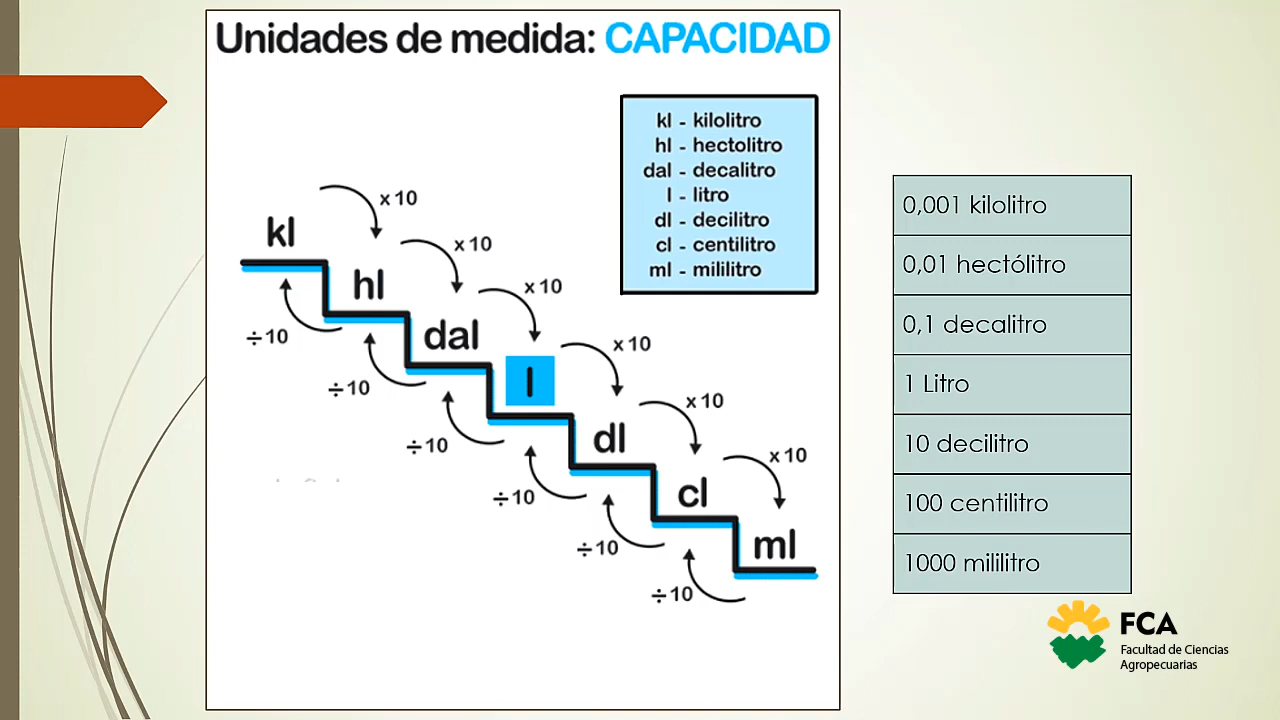 Unidades de medida: CAPACIDAD
kl - kilolitro
hl - hectolitro
dal - decalitro
l - litro
dl - decilitro
cl - centilitro
ml - mililitro
x 10
kl
x 10
hl
x 10
÷10
dal
x 10
÷10
l
x 10
÷10
dl
x 10
÷10
cl
÷10
ml
÷10
0,001 kilolitro
0,01 hectólitro
0,1 decalitro
1 Litro
10 decilitro
100 centilitro
1000 mililitro
FCA
Facultad de Ciencias
Agropecuarias